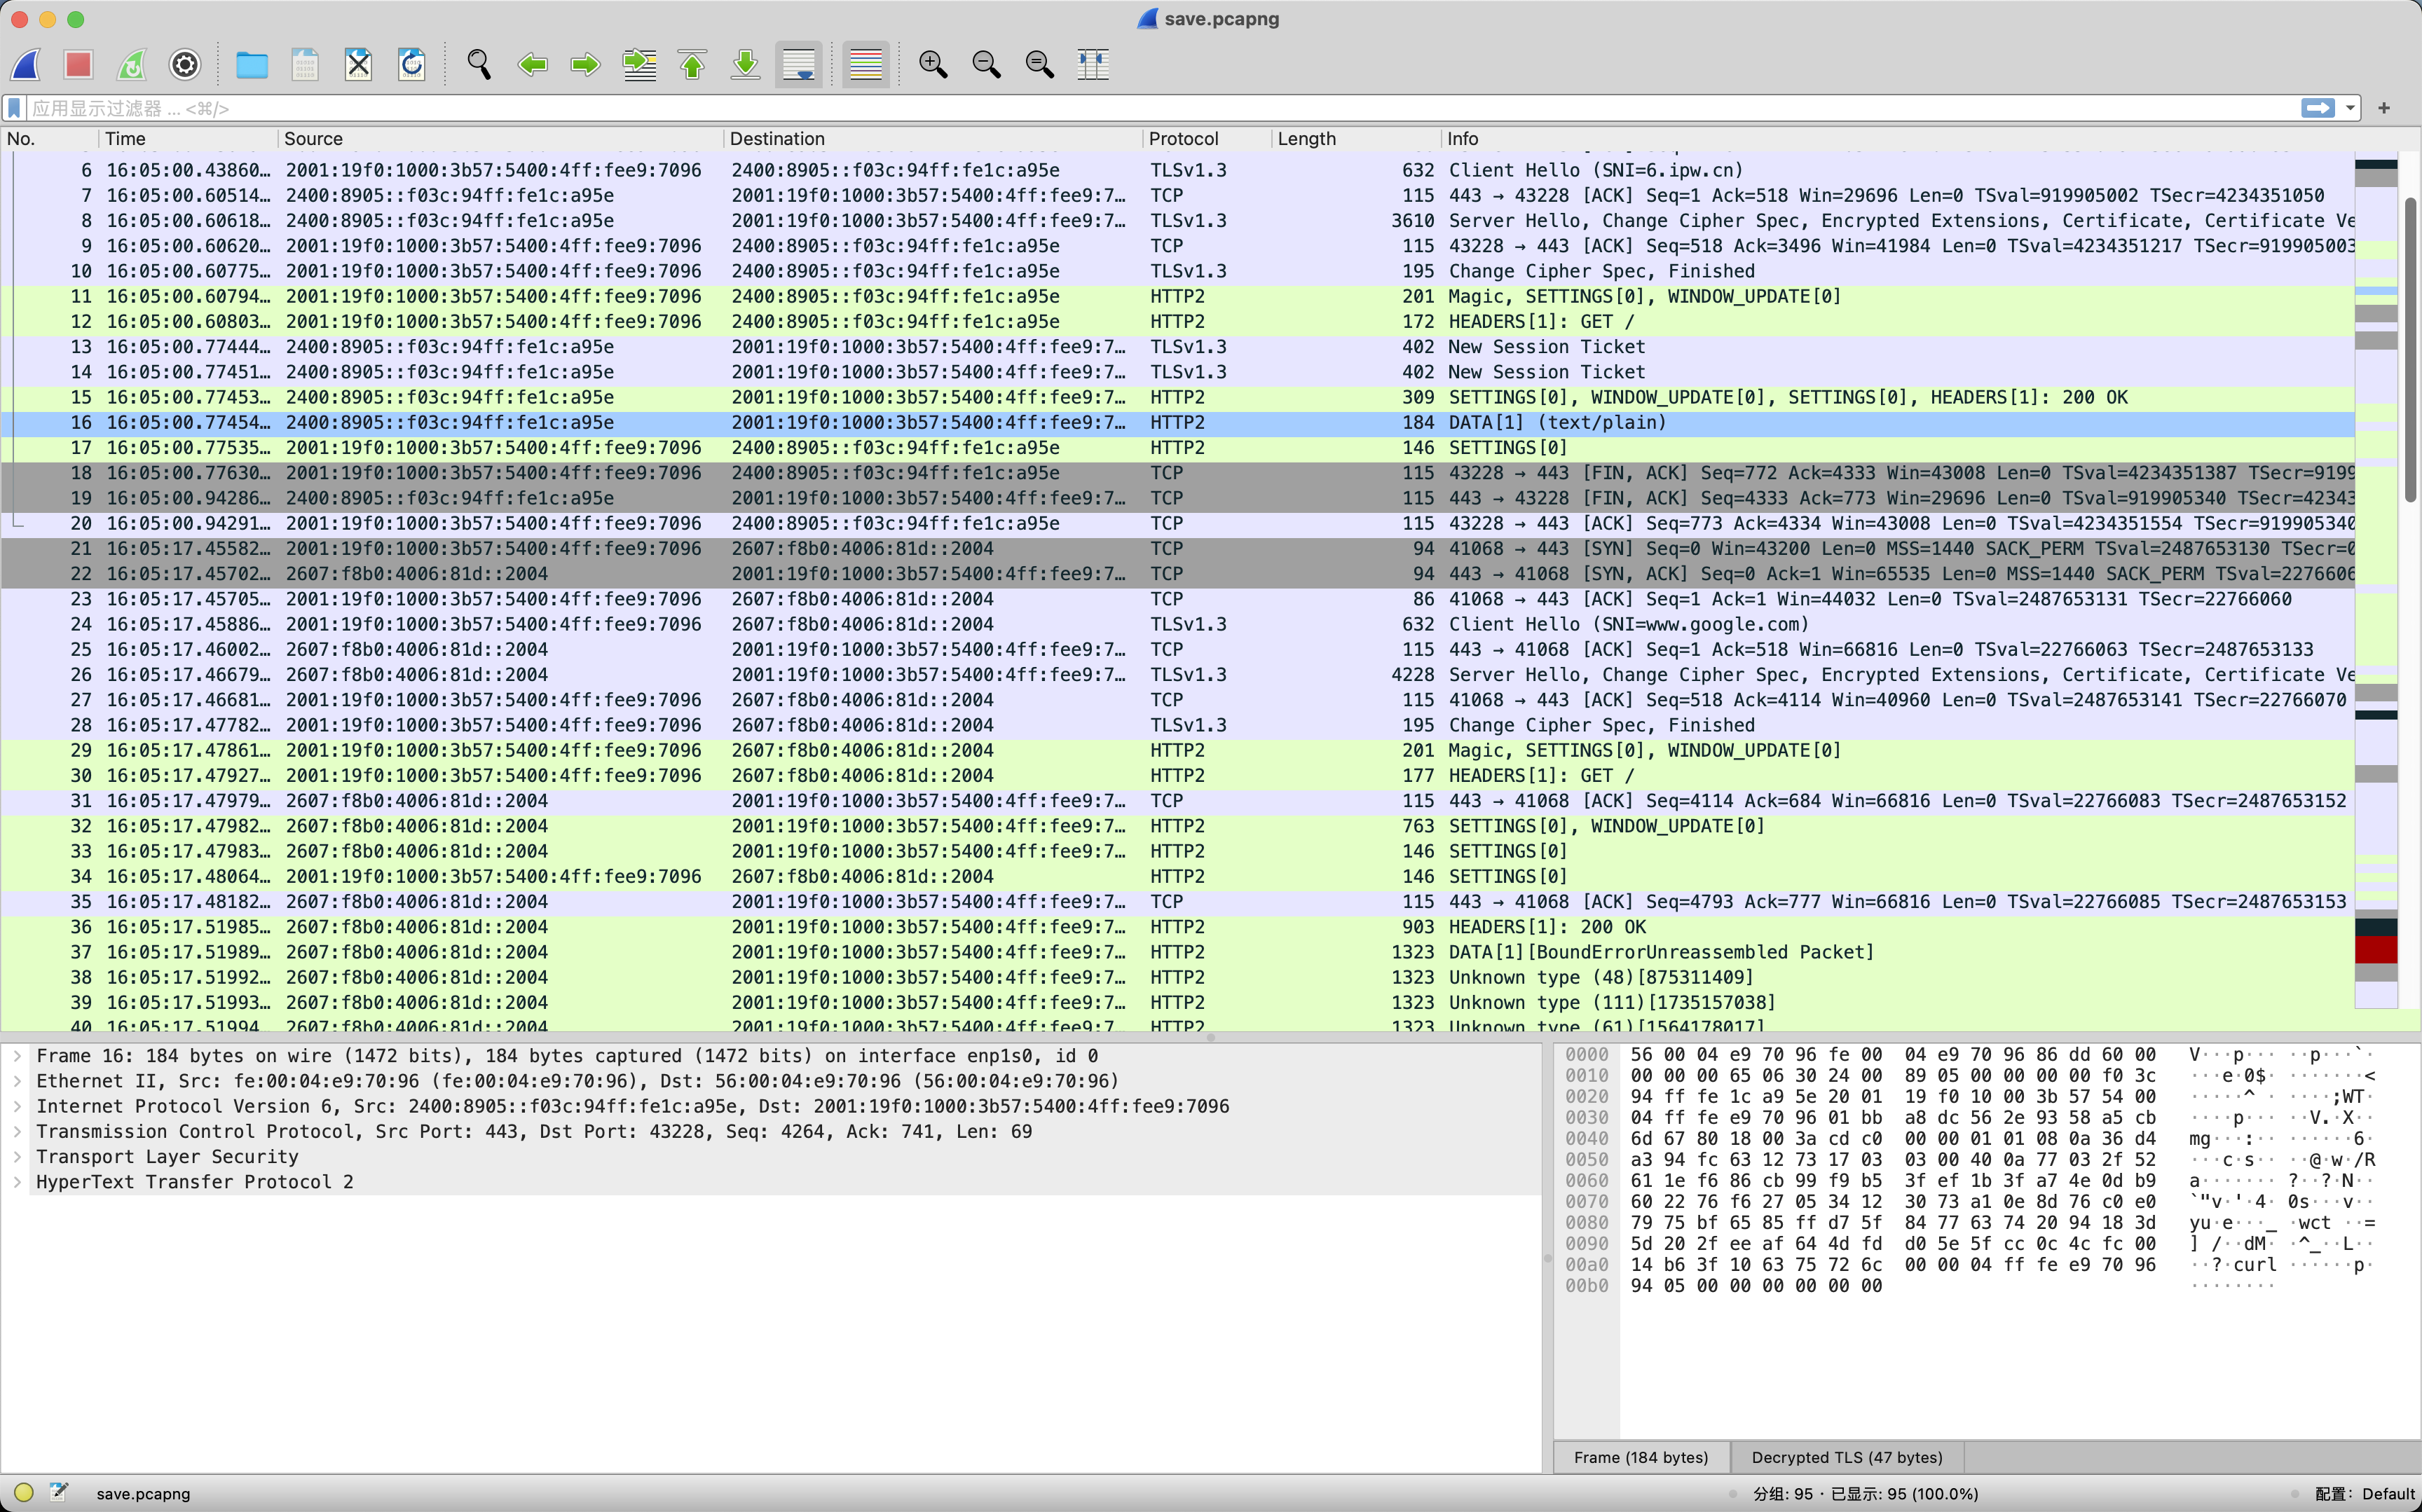 save.pcapng
应用显示过滤器 … <⌘/>
No. Time Source Destination Protocol Length Info
6 16:05:00.43860… 2001:19f0:1000:3b57:5400:4ff:fee9:7096 2400:8905::f03c:94ff:fe1c:a95e TLSv1.3 632 Client Hello (SNI=6.ipw.cn)
7 16:05:00.60514… 2400:8905::f03c:94ff:fe1c:a95e 2001:19f0:1000:3b57:5400:4ff:fee9:7… TCP 115 443 → 43228 [ACK] Seq=1 Ack=518 Win=29696 Len=0 TSval=919905002 TSecr=4234351050
8 16:05:00.60618… 2400:8905::f03c:94ff:fe1c:a95e 2001:19f0:1000:3b57:5400:4ff:fee9:7… TLSv1.3 3610 Server Hello, Change Cipher Spec, Encrypted Extensions, Certificate, Certificate Ve
9 16:05:00.60620… 2001:19f0:1000:3b57:5400:4ff:fee9:7096 2400:8905::f03c:94ff:fe1c:a95e TCP 115 43228 → 443 [ACK] Seq=518 Ack=3496 Win=41984 Len=0 TSval=4234351217 TSecr=919905003
10 16:05:00.60775… 2001:19f0:1000:3b57:5400:4ff:fee9:7096 2400:8905::f03c:94ff:fe1c:a95e TLSv1.3 195 Change Cipher Spec, Finished
11 16:05:00.60794… 2001:19f0:1000:3b57:5400:4ff:fee9:7096 2400:8905::f03c:94ff:fe1c:a95e HTTP2 201 Magic, SETTINGS[0], WINDOW_UPDATE[0]
12 16:05:00.60803… 2001:19f0:1000:3b57:5400:4ff:fee9:7096 2400:8905::f03c:94ff:fe1c:a95e HTTP2 172 HEADERS[1]: GET /
13 16:05:00.77444… 2400:8905::f03c:94ff:fe1c:a95e 2001:19f0:1000:3b57:5400:4ff:fee9:7… TLSv1.3 402 New Session Ticket
14 16:05:00.77451… 2400:8905::f03c:94ff:fe1c:a95e 2001:19f0:1000:3b57:5400:4ff:fee9:7… TLSv1.3 402 New Session Ticket
15 16:05:00.77453… 2400:8905::f03c:94ff:fe1c:a95e 2001:19f0:1000:3b57:5400:4ff:fee9:7… HTTP2 309 SETTINGS[0], WINDOW_UPDATE[0], SETTINGS[0], HEADERS[1]: 200 OK
16 16:05:00.77454… 2400:8905::f03c:94ff:fe1c:a95e 2001:19f0:1000:3b57:5400:4ff:fee9:7… HTTP2 184 DATA[1] (text/plain)
17 16:05:00.77535… 2001:19f0:1000:3b57:5400:4ff:fee9:7096 2400:8905::f03c:94ff:fe1c:a95e HTTP2 146 SETTINGS[0]
18 16:05:00.77630… 2001:19f0:1000:3b57:5400:4ff:fee9:7096 2400:8905::f03c:94ff:fe1c:a95e TCP 115 43228 → 443 [FIN, ACK] Seq=772 Ack=4333 Win=43008 Len=0 TSval=4234351387 TSecr=9199
19 16:05:00.94286… 2400:8905::f03c:94ff:fe1c:a95e 2001:19f0:1000:3b57:5400:4ff:fee9:7… TCP 115 443 → 43228 [FIN, ACK] Seq=4333 Ack=773 Win=29696 Len=0 TSval=919905340 TSecr=42343
20 16:05:00.94291… 2001:19f0:1000:3b57:5400:4ff:fee9:7096 2400:8905::f03c:94ff:fe1c:a95e TCP 115 43228 → 443 [ACK] Seq=773 Ack=4334 Win=43008 Len=0 TSval=4234351554 TSecr=919905340
21 16:05:17.45582… 2001:19f0:1000:3b57:5400:4ff:fee9:7096 2607:f8b0:4006:81d::2004 TCP 94 41068 → 443 [SYN] Seq=0 Win=43200 Len=0 MSS=1440 SACK_PERM TSval=2487653130 TSecr=0
22 16:05:17.45702… 2607:f8b0:4006:81d::2004 2001:19f0:1000:3b57:5400:4ff:fee9:7… TCP 94 443 → 41068 [SYN, ACK] Seq=0 Ack=1 Win=65535 Len=0 MSS=1440 SACK_PERM TSval=2276606
23 16:05:17.45705… 2001:19f0:1000:3b57:5400:4ff:fee9:7096 2607:f8b0:4006:81d::2004 TCP 86 41068 → 443 [ACK] Seq=1 Ack=1 Win=44032 Len=0 TSval=2487653131 TSecr=22766060
24 16:05:17.45886… 2001:19f0:1000:3b57:5400:4ff:fee9:7096 2607:f8b0:4006:81d::2004 TLSv1.3 632 Client Hello (SNI=www.google.com)
25 16:05:17.46002… 2607:f8b0:4006:81d::2004 2001:19f0:1000:3b57:5400:4ff:fee9:7… TCP 115 443 → 41068 [ACK] Seq=1 Ack=518 Win=66816 Len=0 TSval=22766063 TSecr=2487653133
26 16:05:17.46679… 2607:f8b0:4006:81d::2004 2001:19f0:1000:3b57:5400:4ff:fee9:7… TLSv1.3 4228 Server Hello, Change Cipher Spec, Encrypted Extensions, Certificate, Certificate Ve
27 16:05:17.46681… 2001:19f0:1000:3b57:5400:4ff:fee9:7096 2607:f8b0:4006:81d::2004 TCP 115 41068 → 443 [ACK] Seq=518 Ack=4114 Win=40960 Len=0 TSval=2487653141 TSecr=22766070
28 16:05:17.47782… 2001:19f0:1000:3b57:5400:4ff:fee9:7096 2607:f8b0:4006:81d::2004 TLSv1.3 195 Change Cipher Spec, Finished
29 16:05:17.47861… 2001:19f0:1000:3b57:5400:4ff:fee9:7096 2607:f8b0:4006:81d::2004 HTTP2 201 Magic, SETTINGS[0], WINDOW_UPDATE[0]
30 16:05:17.47927… 2001:19f0:1000:3b57:5400:4ff:fee9:7096 2607:f8b0:4006:81d::2004 HTTP2 177 HEADERS[1]: GET /
31 16:05:17.47979… 2607:f8b0:4006:81d::2004 2001:19f0:1000:3b57:5400:4ff:fee9:7… TCP 115 443 → 41068 [ACK] Seq=4114 Ack=684 Win=66816 Len=0 TSval=22766083 TSecr=2487653152
32 16:05:17.47982… 2607:f8b0:4006:81d::2004 2001:19f0:1000:3b57:5400:4ff:fee9:7… HTTP2 763 SETTINGS[0], WINDOW_UPDATE[0]
33 16:05:17.47983… 2607:f8b0:4006:81d::2004 2001:19f0:1000:3b57:5400:4ff:fee9:7… HTTP2 146 SETTINGS[0]
34 16:05:17.48064… 2001:19f0:1000:3b57:5400:4ff:fee9:7096 2607:f8b0:4006:81d::2004 HTTP2 146 SETTINGS[0]
35 16:05:17.48182… 2607:f8b0:4006:81d::2004 2001:19f0:1000:3b57:5400:4ff:fee9:7… TCP 115 443 → 41068 [ACK] Seq=4793 Ack=777 Win=66816 Len=0 TSval=22766085 TSecr=2487653153
36 16:05:17.51985… 2607:f8b0:4006:81d::2004 2001:19f0:1000:3b57:5400:4ff:fee9:7… HTTP2 903 HEADERS[1]: 200 OK
37 16:05:17.51989… 2607:f8b0:4006:81d::2004 2001:19f0:1000:3b57:5400:4ff:fee9:7… HTTP2 1323 DATA[1][BoundErrorUnreassembled Packet]
38 16:05:17.51992… 2607:f8b0:4006:81d::2004 2001:19f0:1000:3b57:5400:4ff:fee9:7… HTTP2 1323 Unknown type (48)[875311409]
39 16:05:17.51993… 2607:f8b0:4006:81d::2004 2001:19f0:1000:3b57:5400:4ff:fee9:7… HTTP2 1323 Unknown type (111)[1735157038]
40 16:05:17.51994… 2607:f8b0:4006:81d::2004 2001:19f0:1000:3b57:5400:4ff:fee9:7… HTTP2 1323 Unknown type (61)[1564178017]
Frame 16: 184 bytes on wire (1472 bits), 184 bytes captured (1472 bits) on interface enp1s0, id 0
Ethernet II, Src: fe:00:04:e9:70:96 (fe:00:04:e9:70:96), Dst: 56:00:04:e9:70:96 (56:00:04:e9:70:96)
Internet Protocol Version 6, Src: 2400:8905::f03c:94ff:fe1c:a95e, Dst: 2001:19f0:1000:3b57:5400:4ff:fee9:7096
Transmission Control Protocol, Src Port: 443, Dst Port: 43228, Seq: 4264, Ack: 741, Len: 69
Transport Layer Security
HyperText Transfer Protocol 2
0000 56 00 04 e9 70 96 fe 00 04 e9 70 96 86 dd 60 00 V···p··· ··p···`·
0010 00 00 00 65 06 30 24 00 89 05 00 00 00 00 f0 3c ···e·0$· ·······<
0020 94 ff fe 1c a9 5e 20 01 19 f0 10 00 3b 57 54 00 ·····^ · ····;WT·
0030 04 ff fe e9 70 96 01 bb a8 dc 56 2e 93 58 a5 cb ····p··· ··V.·X··
0040 6d 67 80 18 00 3a cd c0 00 00 01 01 08 0a 36 d4 mg···:·· ······6·
0050 a3 94 fc 63 12 73 17 03 03 00 40 0a 77 03 2f 52 ···c·s·· ··@·w·/R
0060 61 1e f6 86 cb 99 f9 b5 3f ef 1b 3f a7 4e 0d b9 a······· ?··?·N··
0070 60 22 76 f6 27 05 34 12 30 73 a1 0e 8d 76 c0 e0 `"v·'·4· 0s···v··
0080 79 75 bf 65 85 ff d7 5f 84 77 63 74 20 94 18 3d yu·e···_ ·wct ··=
0090 5d 20 2f ee af 64 4d fd d0 5e 5f cc 0c 4c fc 00 ] /··dM· ·^_··L··
00a0 14 b6 3f 10 63 75 72 6c 00 00 04 ff fe e9 70 96 ··?·curl ······p·
00b0 94 05 00 00 00 00 00 00 ········
Frame (184 bytes) Decrypted TLS (47 bytes)
save.pcapng 分组: 95 · 已显示: 95 (100.0%) 配置: Default